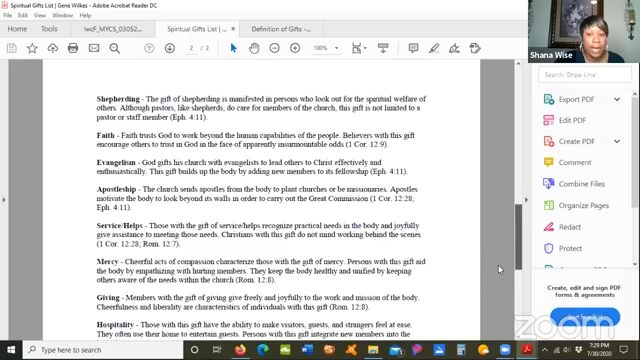 Spiritual Gifts List | Gene Wilkes - Adobe Acrobat Reader DC
File Edit View Window Help
Home Tools IwcF_MYCS_03052... Spiritual Gifts List ... × Definition of Gifts -...
2 / 2 100%
Shana Wise
Shepherding - The gift of shepherding is manifested in persons who look out for the spiritual welfare of
others. Although pastors, like shepherds, do care for members of the church, this gift is not limited to a
pastor or staff member (Eph. 4:11).
Faith - Faith trusts God to work beyond the human capabilities of the people. Believers with this gift
encourage others to trust in God in the face of apparently insurmountable odds (1 Cor. 12:9).
Evangelism - God gifts his church with evangelists to lead others to Christ effectively and
enthusiastically. This gift builds up the body by adding new members to its fellowship (Eph. 4:11).
Apostleship - The church sends apostles from the body to plant churches or be missionaries. Apostles
motivate the body to look beyond its walls in order to carry out the Great Commission (1 Cor. 12:28;
Eph. 4:11).
Service/Helps - Those with the gift of service/helps recognize practical needs in the body and joyfully
give assistance to meeting those needs. Christians with this gift do not mind working behind the scenes
(1 Cor. 12:28; Rom. 12:7).
Mercy - Cheerful acts of compassion characterize those with the gift of mercy. Persons with this gift aid
the body by empathizing with hurting members. They keep the body healthy and unified by keeping
others aware of the needs within the church (Rom. 12:8).
Giving - Members with the gift of giving give freely and joyfully to the work and mission of the body.
Cheerfulness and liberality are characteristics of individuals with this gift (Rom. 12:8).
Hospitality - Those with this gift have the ability to make visitors, guests, and strangers feel at ease.
They often use their home to entertain guests. Persons with this gift integrate new members into the
Search 'Draw Line'
Export PDF
Edit PDF
Create PDF
Comment
Combine Files
Organize Pages
Redact
Protect
Create, edit and sign PDF
forms & agreements
Start Free Trial
zoom
Type here to search
7:29 PM
7/30/2020